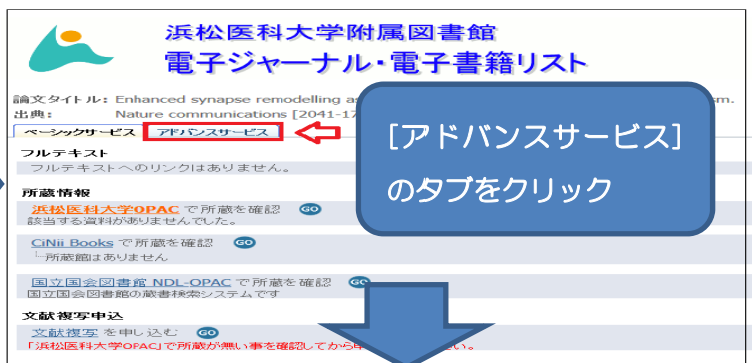 浜松医科大学附属図書館
電子ジャーナル・電子書籍リスト
論文タイトル: Enhanced synapse remodelling a sm.
出典: Nature communications [2041-17
ベーシックサービス アドバンスサービス
[アドバンスサービス]
のタブをクリック
フルテキスト
フルテキストへのリンクはありません。
所蔵情報
浜松医科大学OPAC で所蔵を確認 GO
該当する資料がありませんでした。
CiNii Books で所蔵を確認 GO
所蔵館はありません
国立国会図書館 NDL-OPAC で所蔵を確認 GO
国立国会図書館の蔵書検索システムです
文献複写申込
文献複写 を申し込む GO
「浜松医科大学OPAC」で所蔵が無い事を確認してから い。